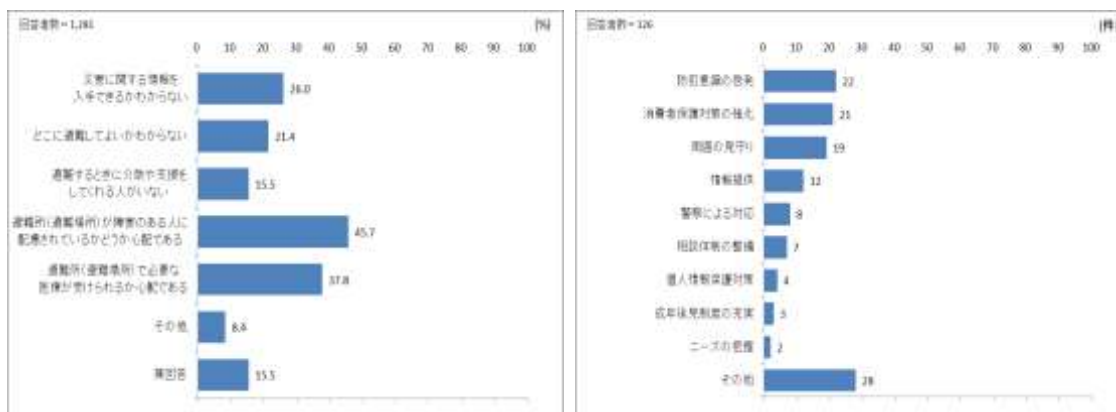 回答者数=1,281
(%)
0 10 20 30 40 50 60 70 80 90 100
災害に関する情報を
入手できるかわからない
26.0
どこに避難してよいかわからない
21.4
避難するときに介助や支援を
してくれる人がいない
15.5
避難所(避難場所)が障害のある人に
配慮されているかどうか心配である
45.7
避難所(避難場所)で必要な
医療が受けられるか心配である
37.8
その他
8.4
無回答
15.5
回答者数=126
(件)
0 10 20 30 40 50 60 70 80 90 100
防犯意識の啓発
22
消費者保護対策の強化
21
周囲の見守り
19
情報提供
12
警察による対応
8
相談体制の整備
7
個人情報保護対策
4
成年後見制度の充実
3
ニーズの把握
2
その他
28